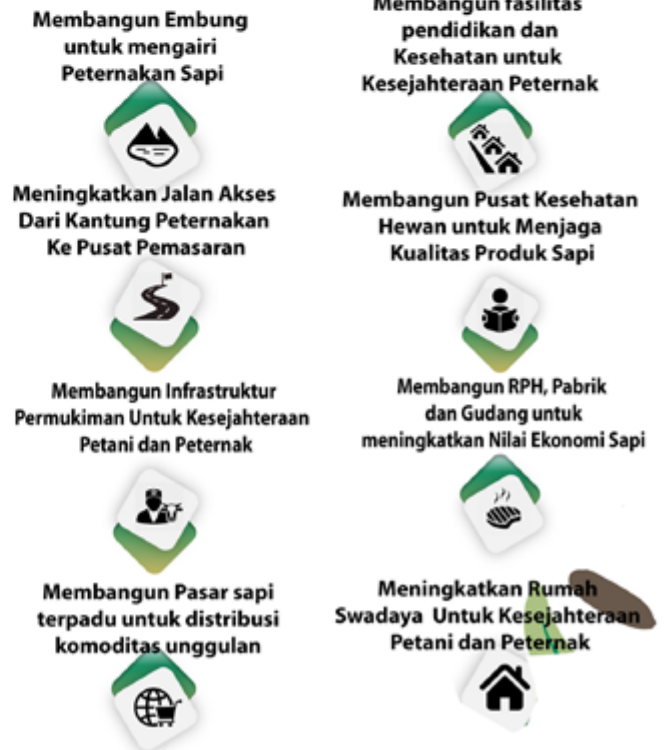 Membangun Embung
untuk mengairi
Peternakan Sapi
Meningkatkan Jalan Akses
Dari Kantung Peternakan
Ke Pusat Pemasaran
Membangun Infrastruktur
Permukiman Untuk Kesejahteraan
Petani dan Peternak
Membangun Pasar sapi
terpadu untuk distribusi
komoditas unggulan
Membangun fasilitas
pendidikan dan
Kesehatan untuk
Kesejahteraan Peternak
Membangun Pusat Kesehatan
Hewan untuk Menjaga
Kualitas Produk Sapi
Membangun RPH, Pabrik
dan Gudang untuk
meningkatkan Nilai Ekonomi Sapi
Meningkatkan Rumah
Swadaya Untuk Kesejahteraan
Petani dan Peternak